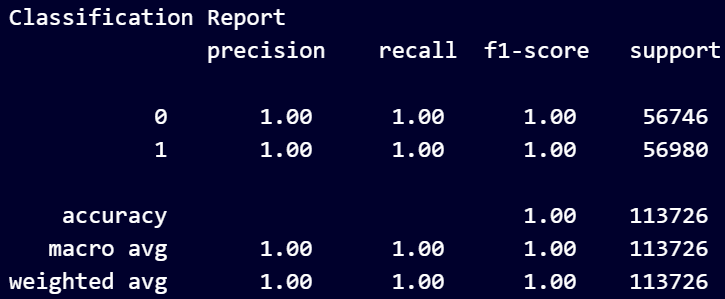 Classification Report
precision recall f1-score support
0 1.00 1.00 1.00 56746
1 1.00 1.00 1.00 56980
accuracy 1.00 113726
macro avg 1.00 1.00 1.00 113726
weighted avg 1.00 1.00 1.00 113726